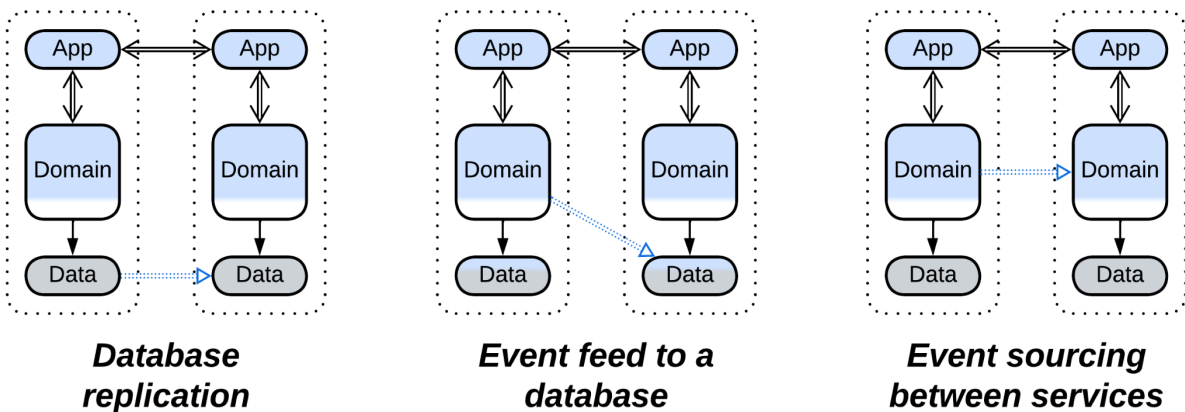 App
App
Domain
Domain
Data
Data
Database
replication
App
App
Domain
Data
Data
Event feed to a
database
App
App
Domain
Domain
Data
Data
Event sourcing
between services